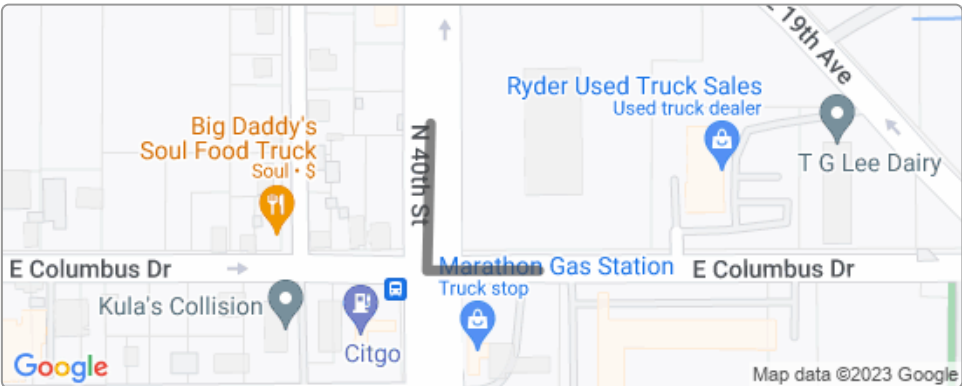 E 19th Ave
Ryder Used Truck Sales
Used truck dealer
Big Daddy's
Soul Food Truck
Soul • $
N 40th St
T G Lee Dairy
E Columbus Dr
Marathon Gas Station
E Columbus Dr
Truck stop
Kula's Collision
Citgo
Google
Map data ©2023 Google